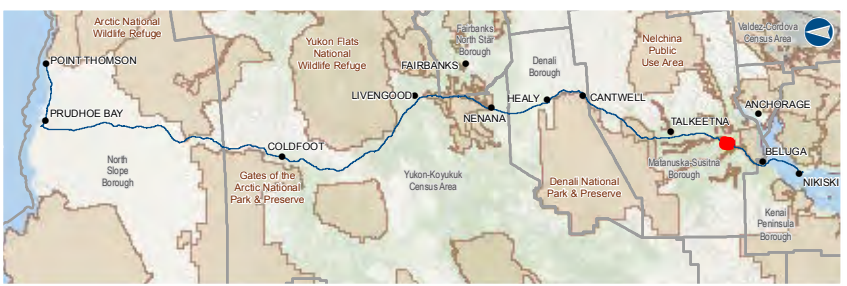 Arctic National
Wildlife Refuge
POINT THOMSON
PRUDHOE BAY
North
Slope
Borough
COLDFOOT
Gates of the
Arctic National
Park & Preserve
Yukon Flats
National
Wildlife Refuge
Fairbanks
North Star
Borough
FAIRBANKS
LIVENGOOD
NENANA
Yukon-Koyukuk
Census Area
Denali
Borough
HEALY
CANTWELL
Denali National
Park & Preserve
Nelchina
Public
Use Area
Valdez-Cordova
Census Area
TALKEETNA
ANCHORAGE
Matanuska-Susitna
Borough
BELUGA
NIKISKI
Kenai
Peninsula
Borough